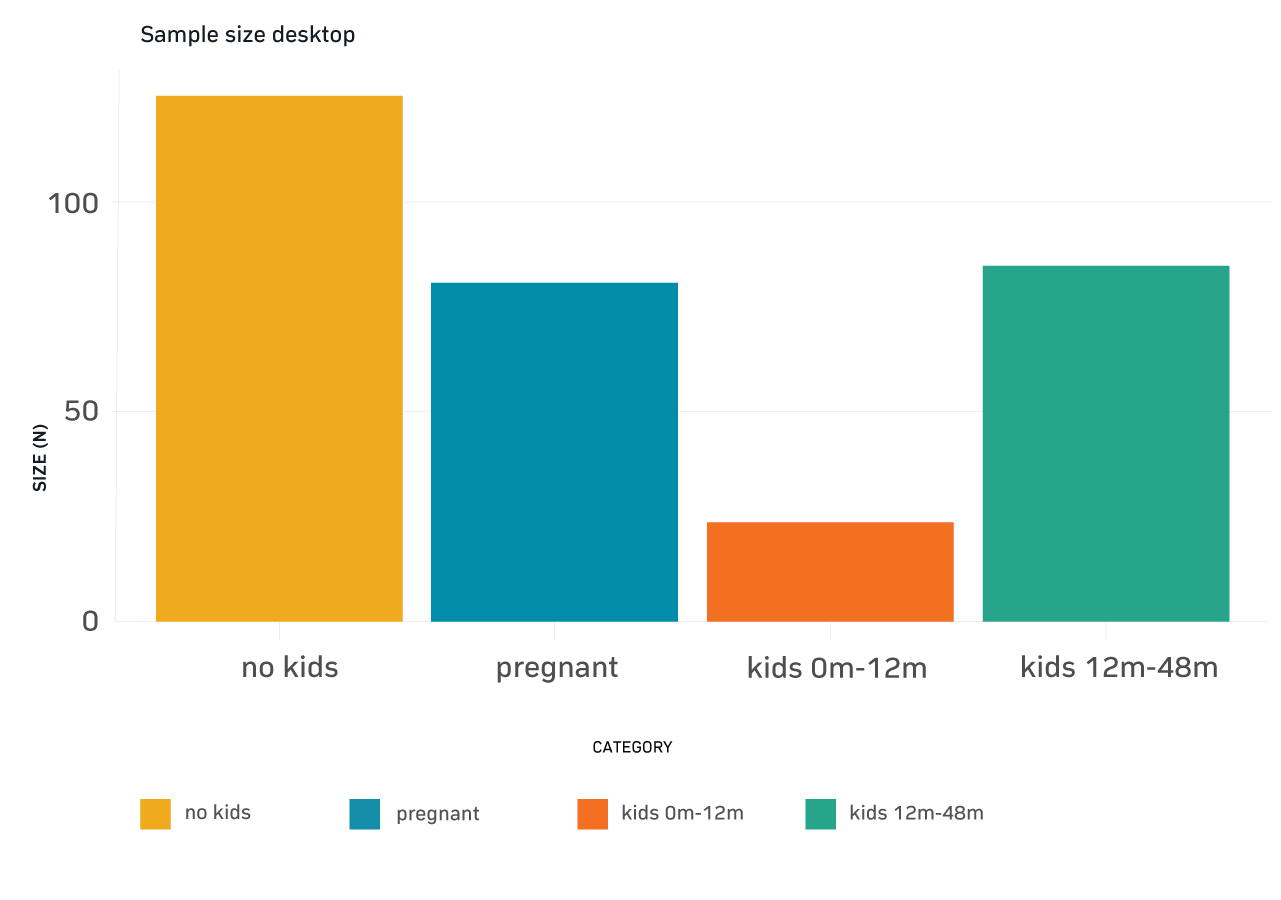 Sample size desktop
100
50
0
SIZE (N)
no kids
pregnant
kids 0m-12m
kids 12m-48m
CATEGORY
no kids
pregnant
kids 0m-12m
kids 12m-48m